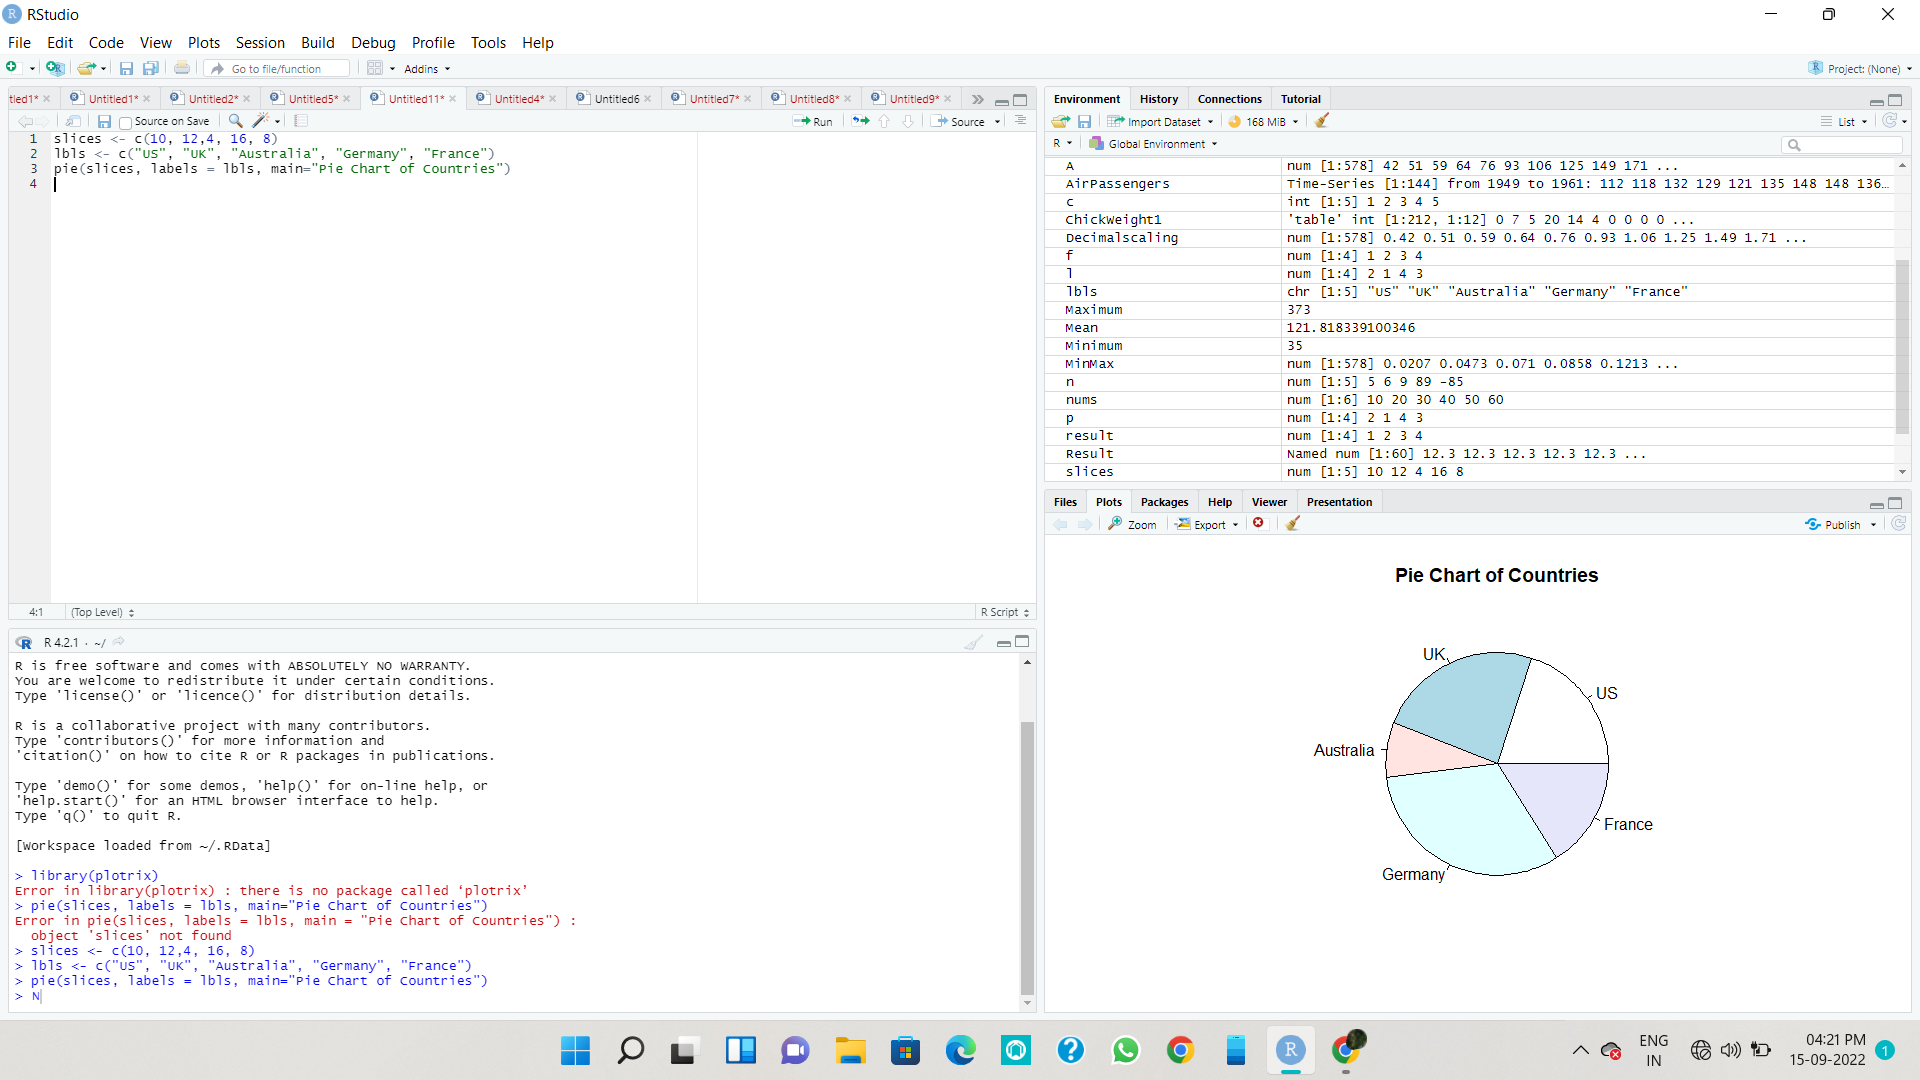 RStudio
File Edit Code View Plots Session Build Debug Profile Tools Help
Go to file/function Addins Project: (None)
tled1* Untitled1* Untitled2* Untitled5* Untitled11* Untitled4* Untitled6 Untitled7* Untitled8* Untitled9*
Source on Save Run Source
1 slices <- c(10, 12,4, 16, 8)
2 lbls <- c("US", "UK", "Australia", "Germany", "France")
3 pie(slices, labels = lbls, main="Pie Chart of Countries")
4
4:1 (Top Level) R Script
R 4.2.1 · ~/
R is free software and comes with ABSOLUTELY NO WARRANTY.
You are welcome to redistribute it under certain conditions.
Type 'license()' or 'licence()' for distribution details.
R is a collaborative project with many contributors.
Type 'contributors()' for more information and
'citation()' on how to cite R or R packages in publications.
Type 'demo()' for some demos, 'help()' for on-line help, or
'help.start()' for an HTML browser interface to help.
Type 'q()' to quit R.
[Workspace loaded from ~/.RData]
> library(plotrix)
Error in library(plotrix) : there is no package called ‘plotrix’
> pie(slices, labels = lbls, main="Pie Chart of Countries")
Error in pie(slices, labels = lbls, main = "Pie Chart of Countries") :
object 'slices' not found
> slices <- c(10, 12,4, 16, 8)
> lbls <- c("US", "UK", "Australia", "Germany", "France")
> pie(slices, labels = lbls, main="Pie Chart of Countries")
> N
Environment History Connections Tutorial
Import Dataset 168 MiB List
R Global Environment
A num [1:578] 42 51 59 64 76 93 106 125 149 171 ...
AirPassengers Time-Series [1:144] from 1949 to 1961: 112 118 132 129 121 135 148 148 136…
c int [1:5] 1 2 3 4 5
ChickWeight1 'table' int [1:212, 1:12] 0 7 5 20 14 4 0 0 0 0 ...
Decimalscaling num [1:578] 0.42 0.51 0.59 0.64 0.76 0.93 1.06 1.25 1.49 1.71 ...
f num [1:4] 1 2 3 4
l num [1:4] 2 1 4 3
lbls chr [1:5] "US" "UK" "Australia" "Germany" "France"
Maximum 373
Mean 121.818339100346
Minimum 35
MinMax num [1:578] 0.0207 0.0473 0.071 0.0858 0.1213 ...
n num [1:5] 5 6 9 89 -85
nums num [1:6] 10 20 30 40 50 60
p num [1:4] 2 1 4 3
result num [1:4] 1 2 3 4
Result Named num [1:60] 12.3 12.3 12.3 12.3 12.3 ...
slices num [1:5] 10 12 4 16 8
Files Plots Packages Help Viewer Presentation
Zoom Export Publish
Pie Chart of Countries
UK
US
Australia
France
Germany
ENG
IN
04:21 PM
15-09-2022
1